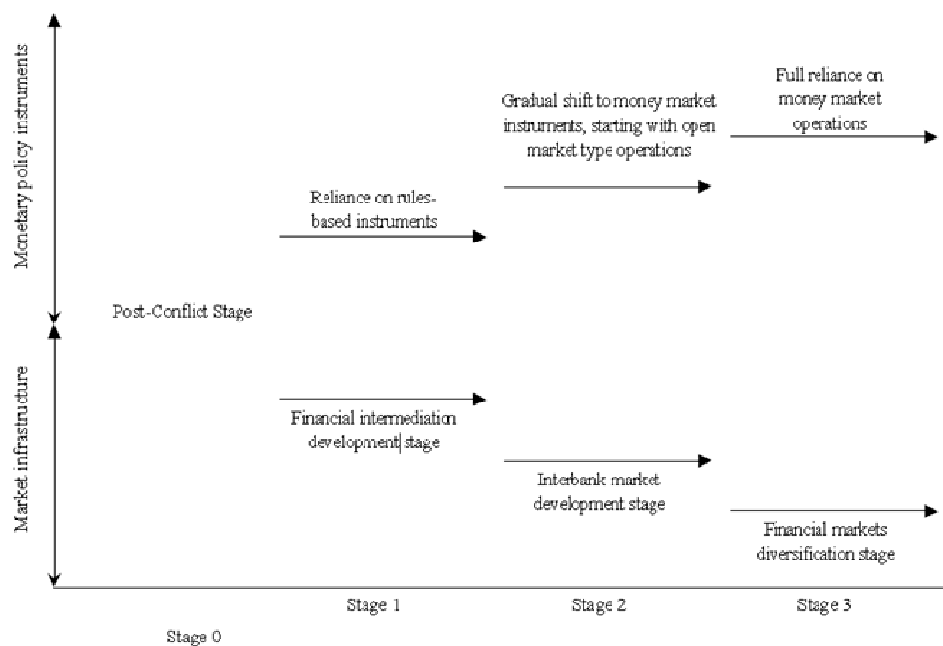 Monetary policy instruments
Full reliance on
money market
operations
Gradual shift to money market
instruments, starting with open
market type operations
Reliance on rules-
based instruments
Post-Conflict Stage
Market infrastructure
Financial intermediation
development stage
Interbank market
development stage
Financial markets
diversification stage
Stage 1
Stage 2
Stage 3
Stage 0